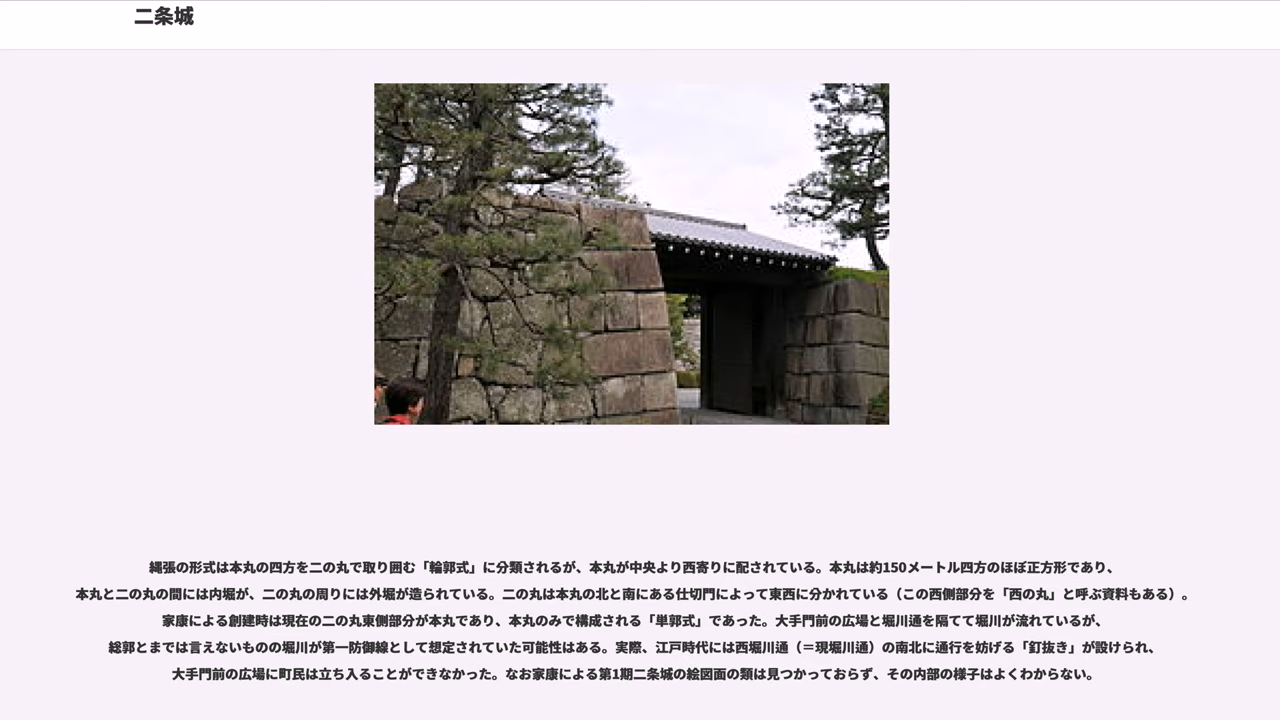 二条城
縄張の形式は本丸の四方を二の丸で取り囲む「輪郭式」に分類されるが、本丸が中央より西寄りに配されている。本丸は約150メートル四方のほぼ正方形であり、
本丸と二の丸の間には内堀が、二の丸の周りには外堀が造られている。二の丸は本丸の北と南にある仕切門によって東西に分かれている（この西側部分を「西の丸」と呼ぶ資料もある）。
家康による創建時は現在の二の丸東側部分が本丸であり、本丸のみで構成される「単郭式」であった。大手門前の広場と堀川通を隔てて堀川が流れているが、
総郭とまでは言えないものの堀川が第一防御線として想定されていた可能性はある。実際、江戸時代には西堀川通（＝現堀川通）の南北に通行を妨げる「釘抜き」が設けられ、
大手門前の広場に町民は立ち入ることができなかった。なお家康による第1期二条城の絵図面の類は見つかっておらず、その内部の様子はよくわからない。